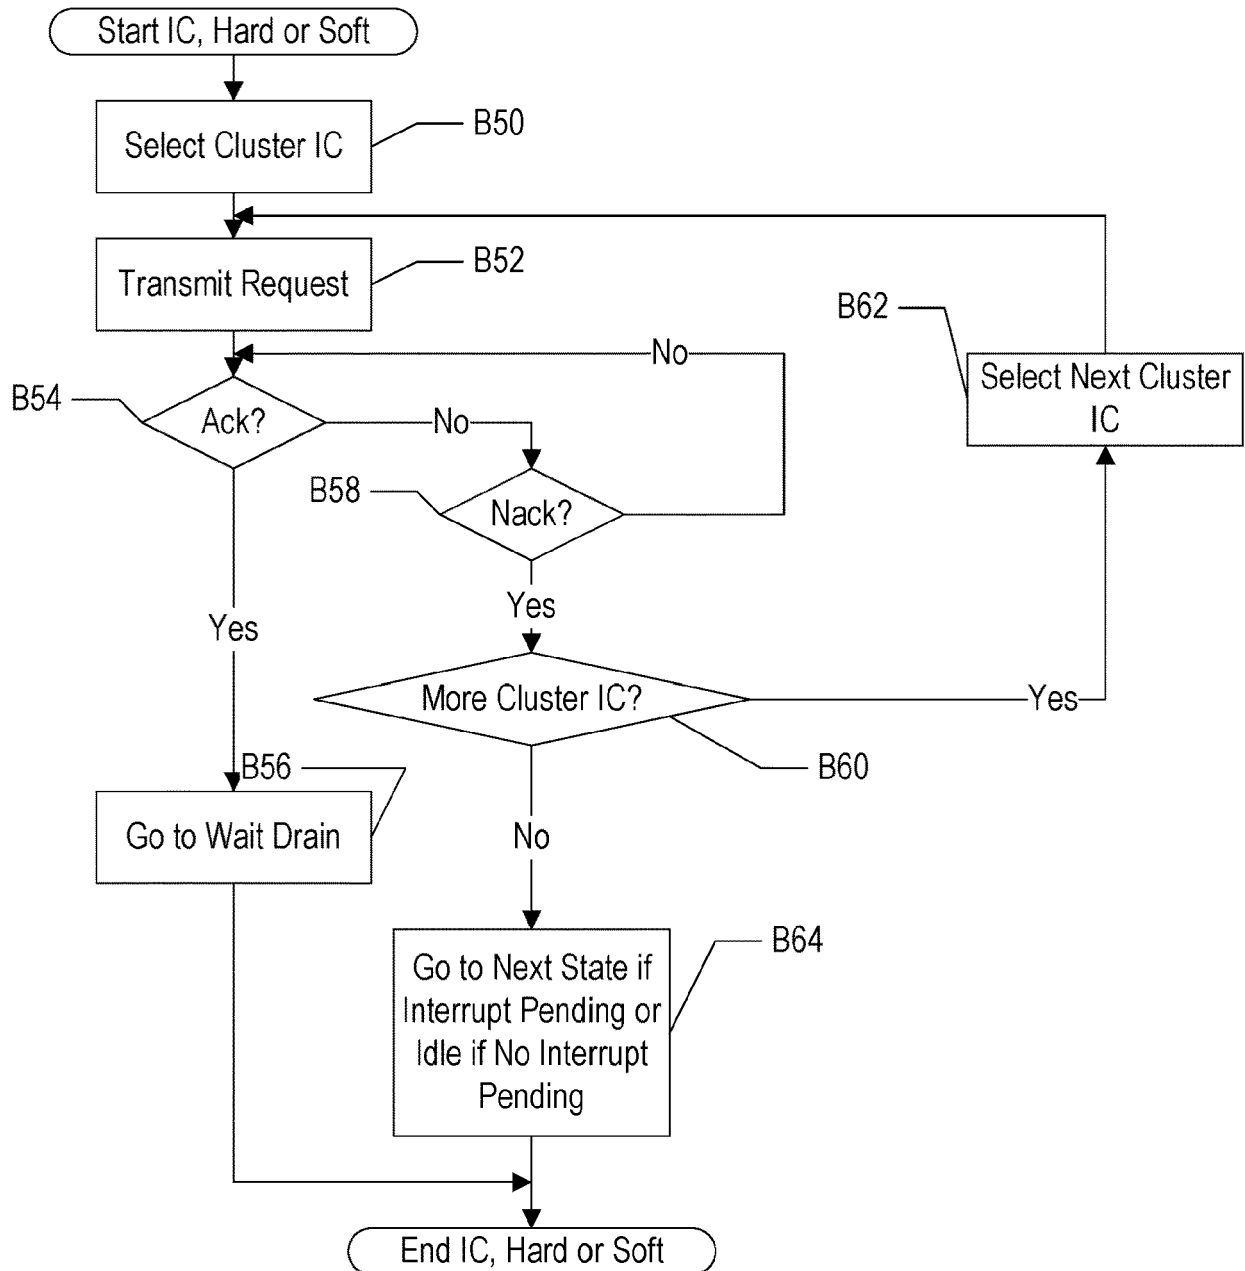 Start IC, Hard or Soft
Select Cluster IC
B50
Transmit Request
B52
B62
Select Next Cluster
IC
No
B54
Ack?
No
B58
Nack?
Yes
Yes
More Cluster IC?
Yes
B60
B56
Go to Wait Drain
No
B64
Go to Next State if
Interrupt Pending or
Idle if No Interrupt
Pending
End IC, Hard or Soft